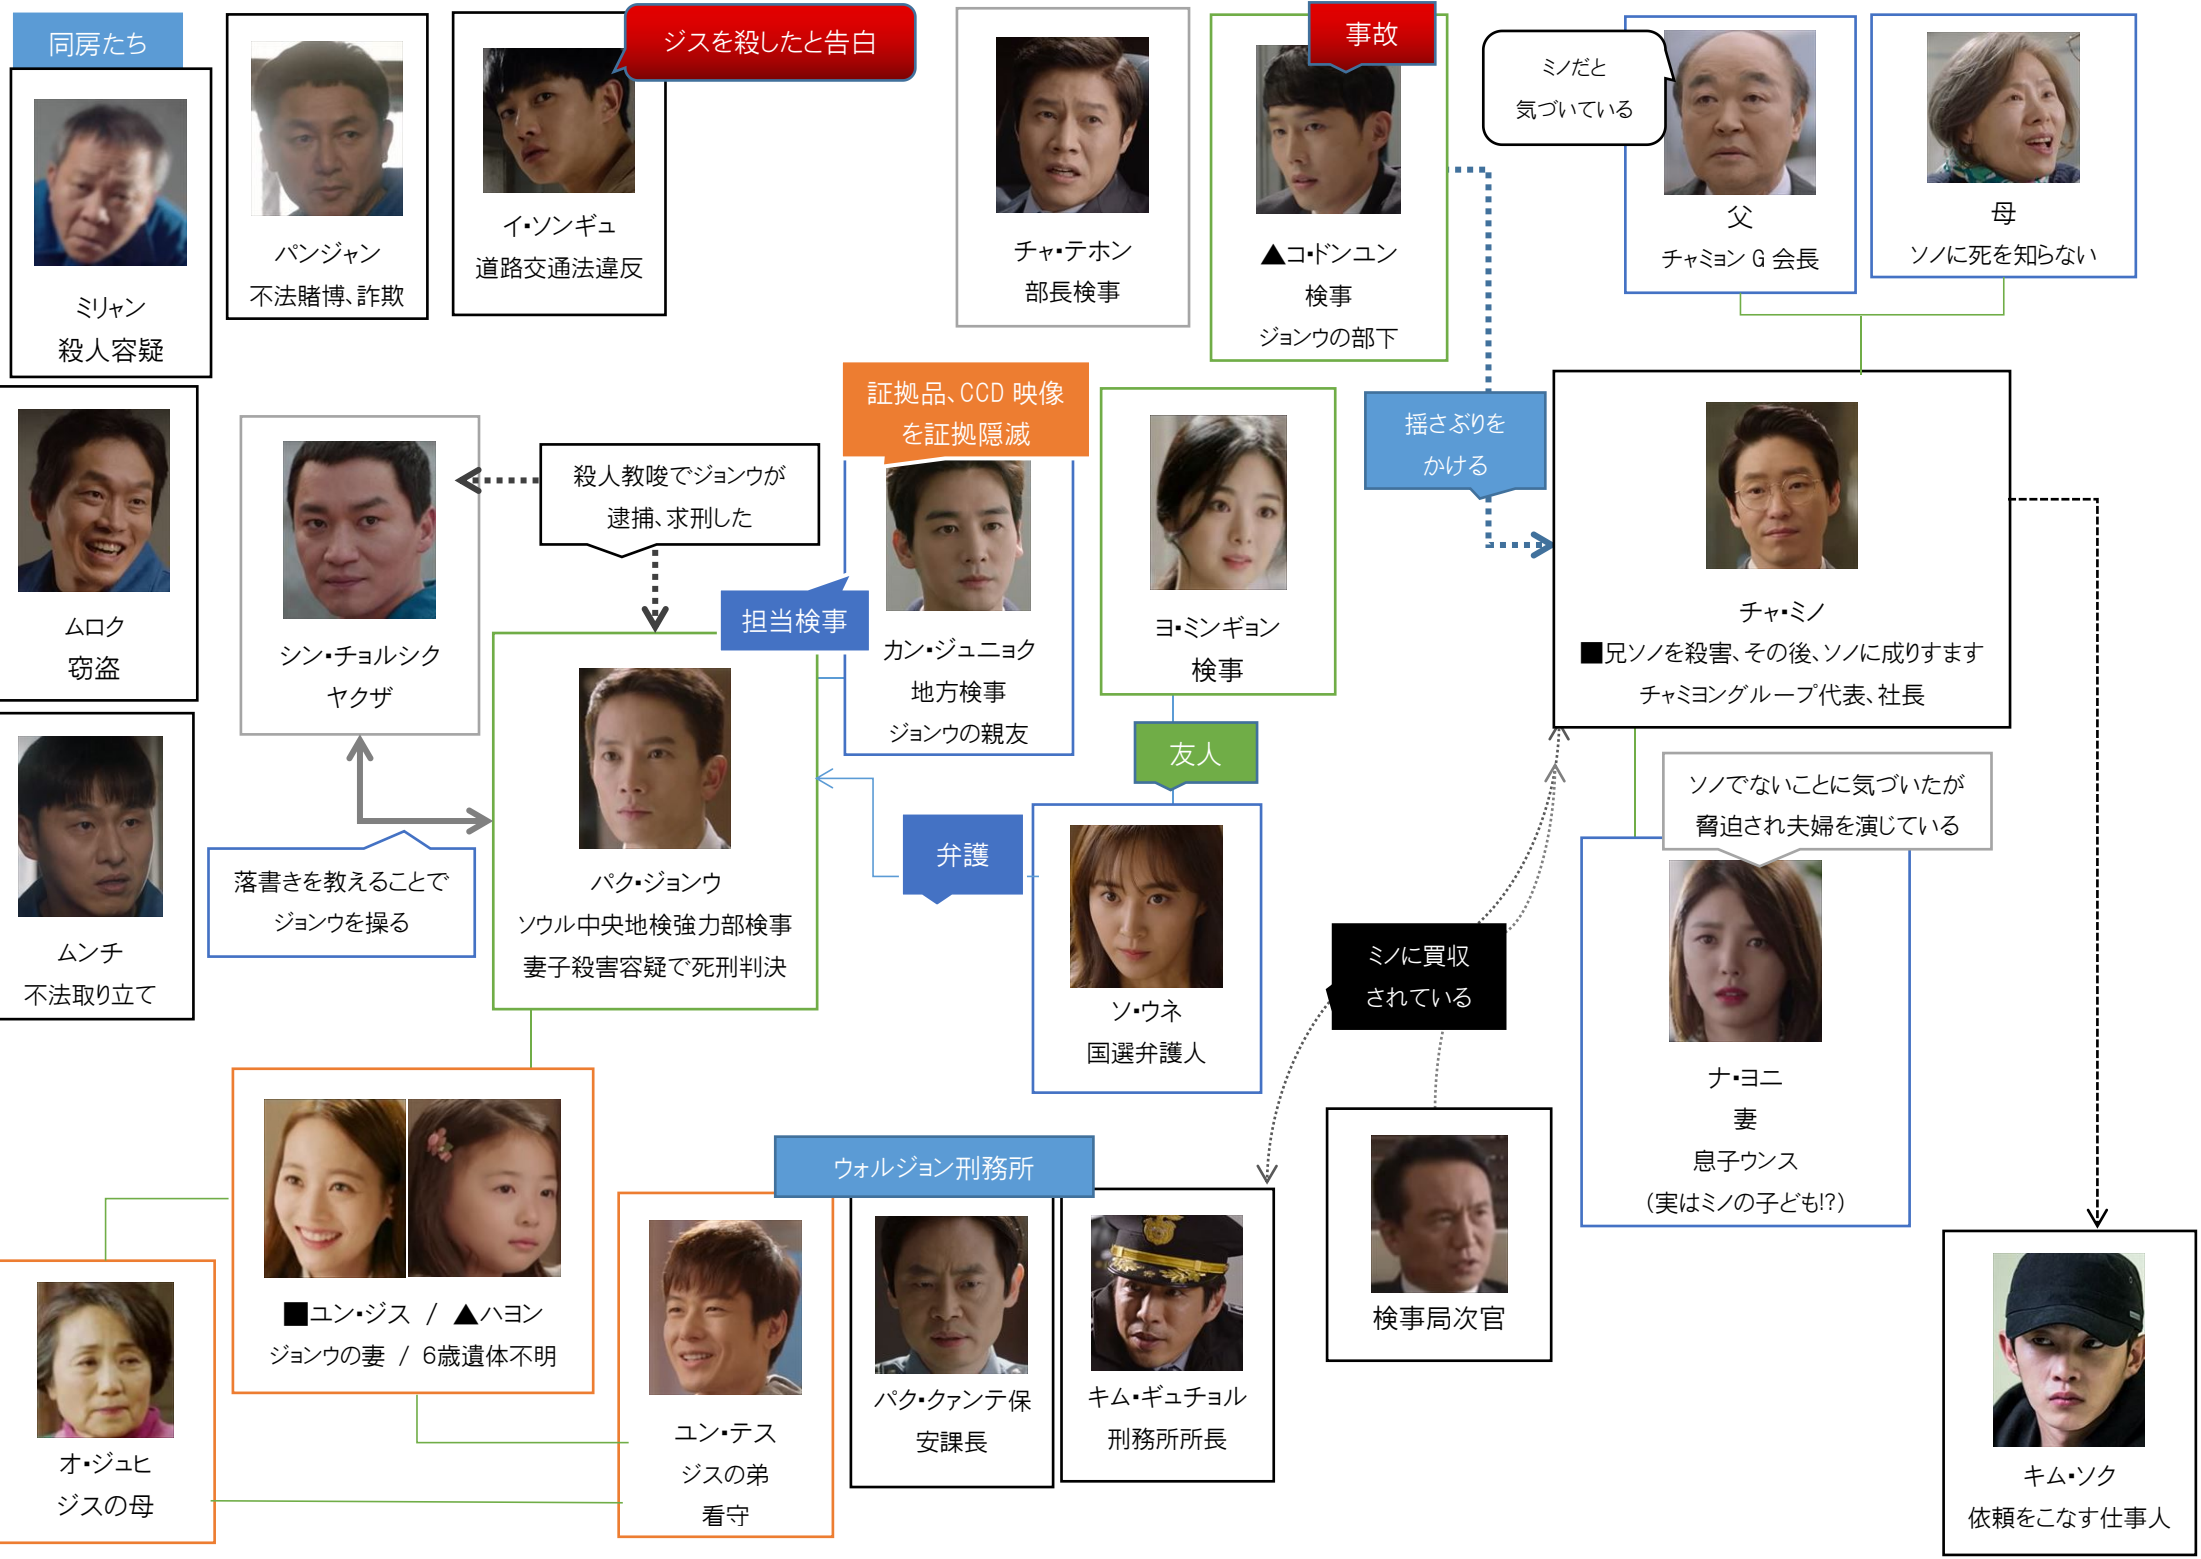 同房たち
ミリャン
殺人容疑
パンジャン
不法賭博、詐欺
ジスを殺したと告白
イ・ソンギュ
道路交通法違反
チャ・テホン
部長検事
事故
▲コ・ドンユン
検事
ジョンウの部下
ミノだと
気づいている
父
チャミョンG会長
母
ソノに死を知らない
ムロク
窃盗
シン・チョルシク
ヤクザ
殺人教唆でジョンウが
逮捕、求刑した
証拠品、CCD 映像
を証拠隠滅
担当検事
カン・ジュニョク
地方検事
ジョンウの親友
ヨ・ミンギョン
検事
揺さぶりを
かける
チャ・ミノ
■兄ソノを殺害、その後、ソノに成りすます
チャミョングループ代表、社長
ムンチ
不法取り立て
落書きを教えることで
ジョンウを操る
パク・ジョンウ
ソウル中央地検強力部検事
妻子殺害容疑で死刑判決
友人
弁護
ソ・ウネ
国選弁護人
ミノに買収
されている
ソノでないことに気づいたが
脅迫され夫婦を演じている
ナ・ヨニ
妻
息子ウンス
（実はミノの子ども!?）
オ・ジュヒ
ジスの母
■ユン・ジス / ▲ハヨン
ジョンウの妻 / 6歳遺体不明
ウォルジョン刑務所
ユン・テス
ジスの弟
看守
パク・クァンテ保
安課長
キム・ギュチョル
刑務所所長
検事局次官
キム・ソク
依頼をこなす仕事人